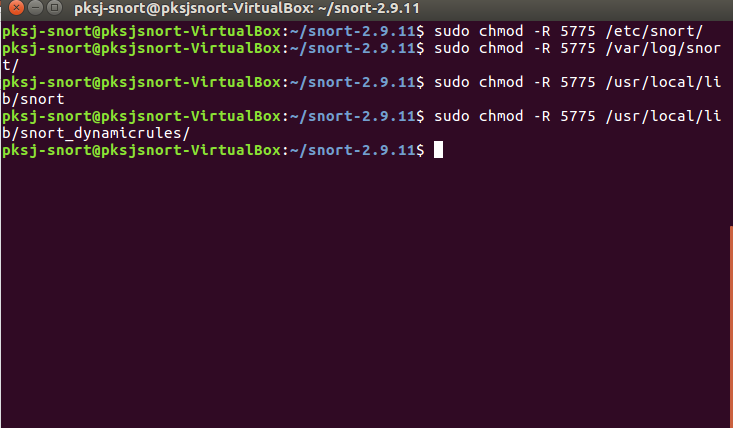 pksj-snort@pksjsnort-VirtualBox: ~/snort-2.9.11
pksj-snort@pksjsnort-VirtualBox:~/snort-2.9.11$ sudo chmod -R 5775 /etc/snort/
pksj-snort@pksjsnort-VirtualBox:~/snort-2.9.11$ sudo chmod -R 5775 /var/log/snor
t/
pksj-snort@pksjsnort-VirtualBox:~/snort-2.9.11$ sudo chmod -R 5775 /usr/local/li
b/snort
pksj-snort@pksjsnort-VirtualBox:~/snort-2.9.11$ sudo chmod -R 5775 /usr/local/li
b/snort_dynamicrules/
pksj-snort@pksjsnort-VirtualBox:~/snort-2.9.11$